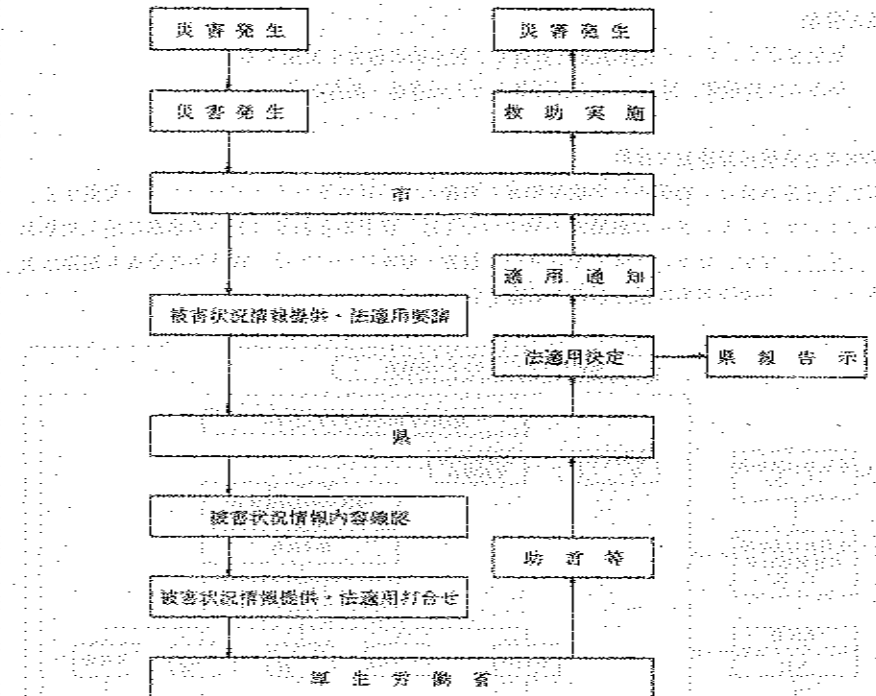 災害発生
災害発生
災害発生
救助実施
市
適用通知
被害状況情報提供・法適用要請
法適用決定
県報告示
県
被害状況情報内容確認
助言等
被害状況情報提供・法適用打合せ
厚生労働省